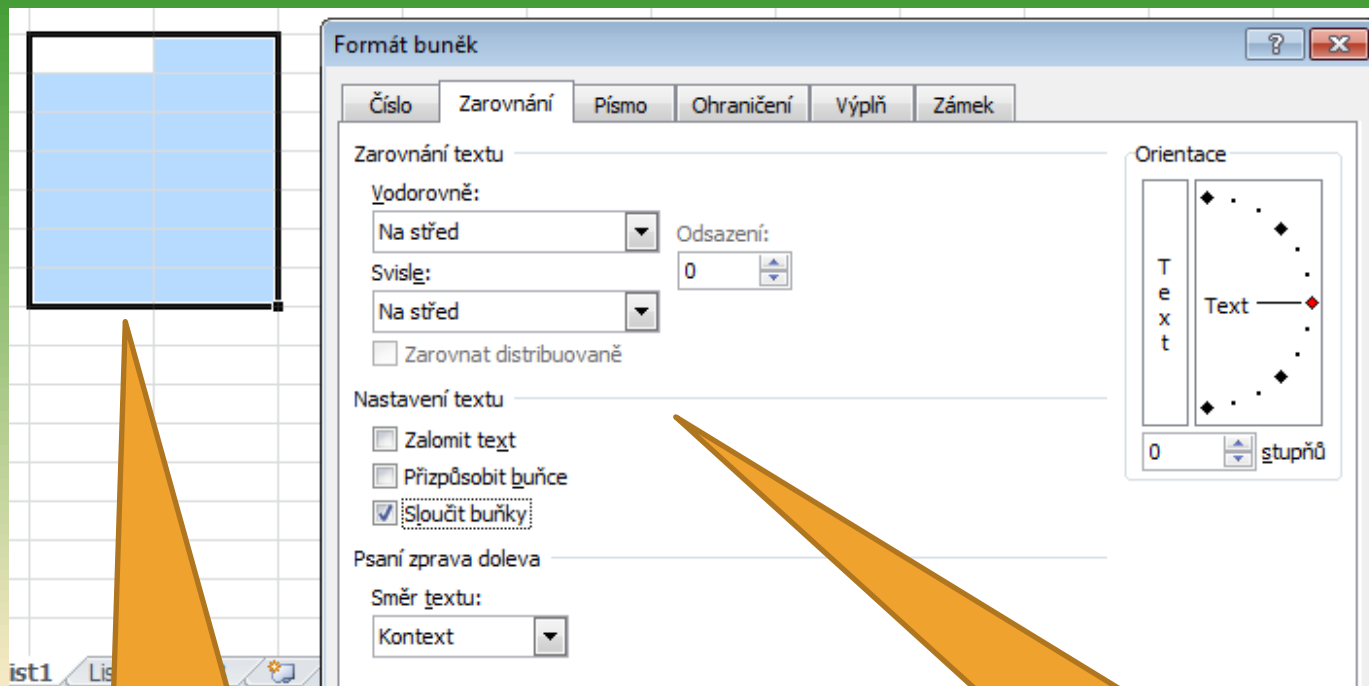 Formát buněk
Číslo Zarovnání Písmo Ohraničení Výplň Zámek
Zarovnání textu
Vodorovně:
Na střed
Odsazení:
Svisle:
0
Na střed
Zarovnat distribuovaně
Nastavení textu
Zalomit text
Přizpůsobit buňce
Sloučit buňky
Psaní zprava doleva
Směr textu:
Kontext
Orientace
Text
Text
0 stupňů
ist1